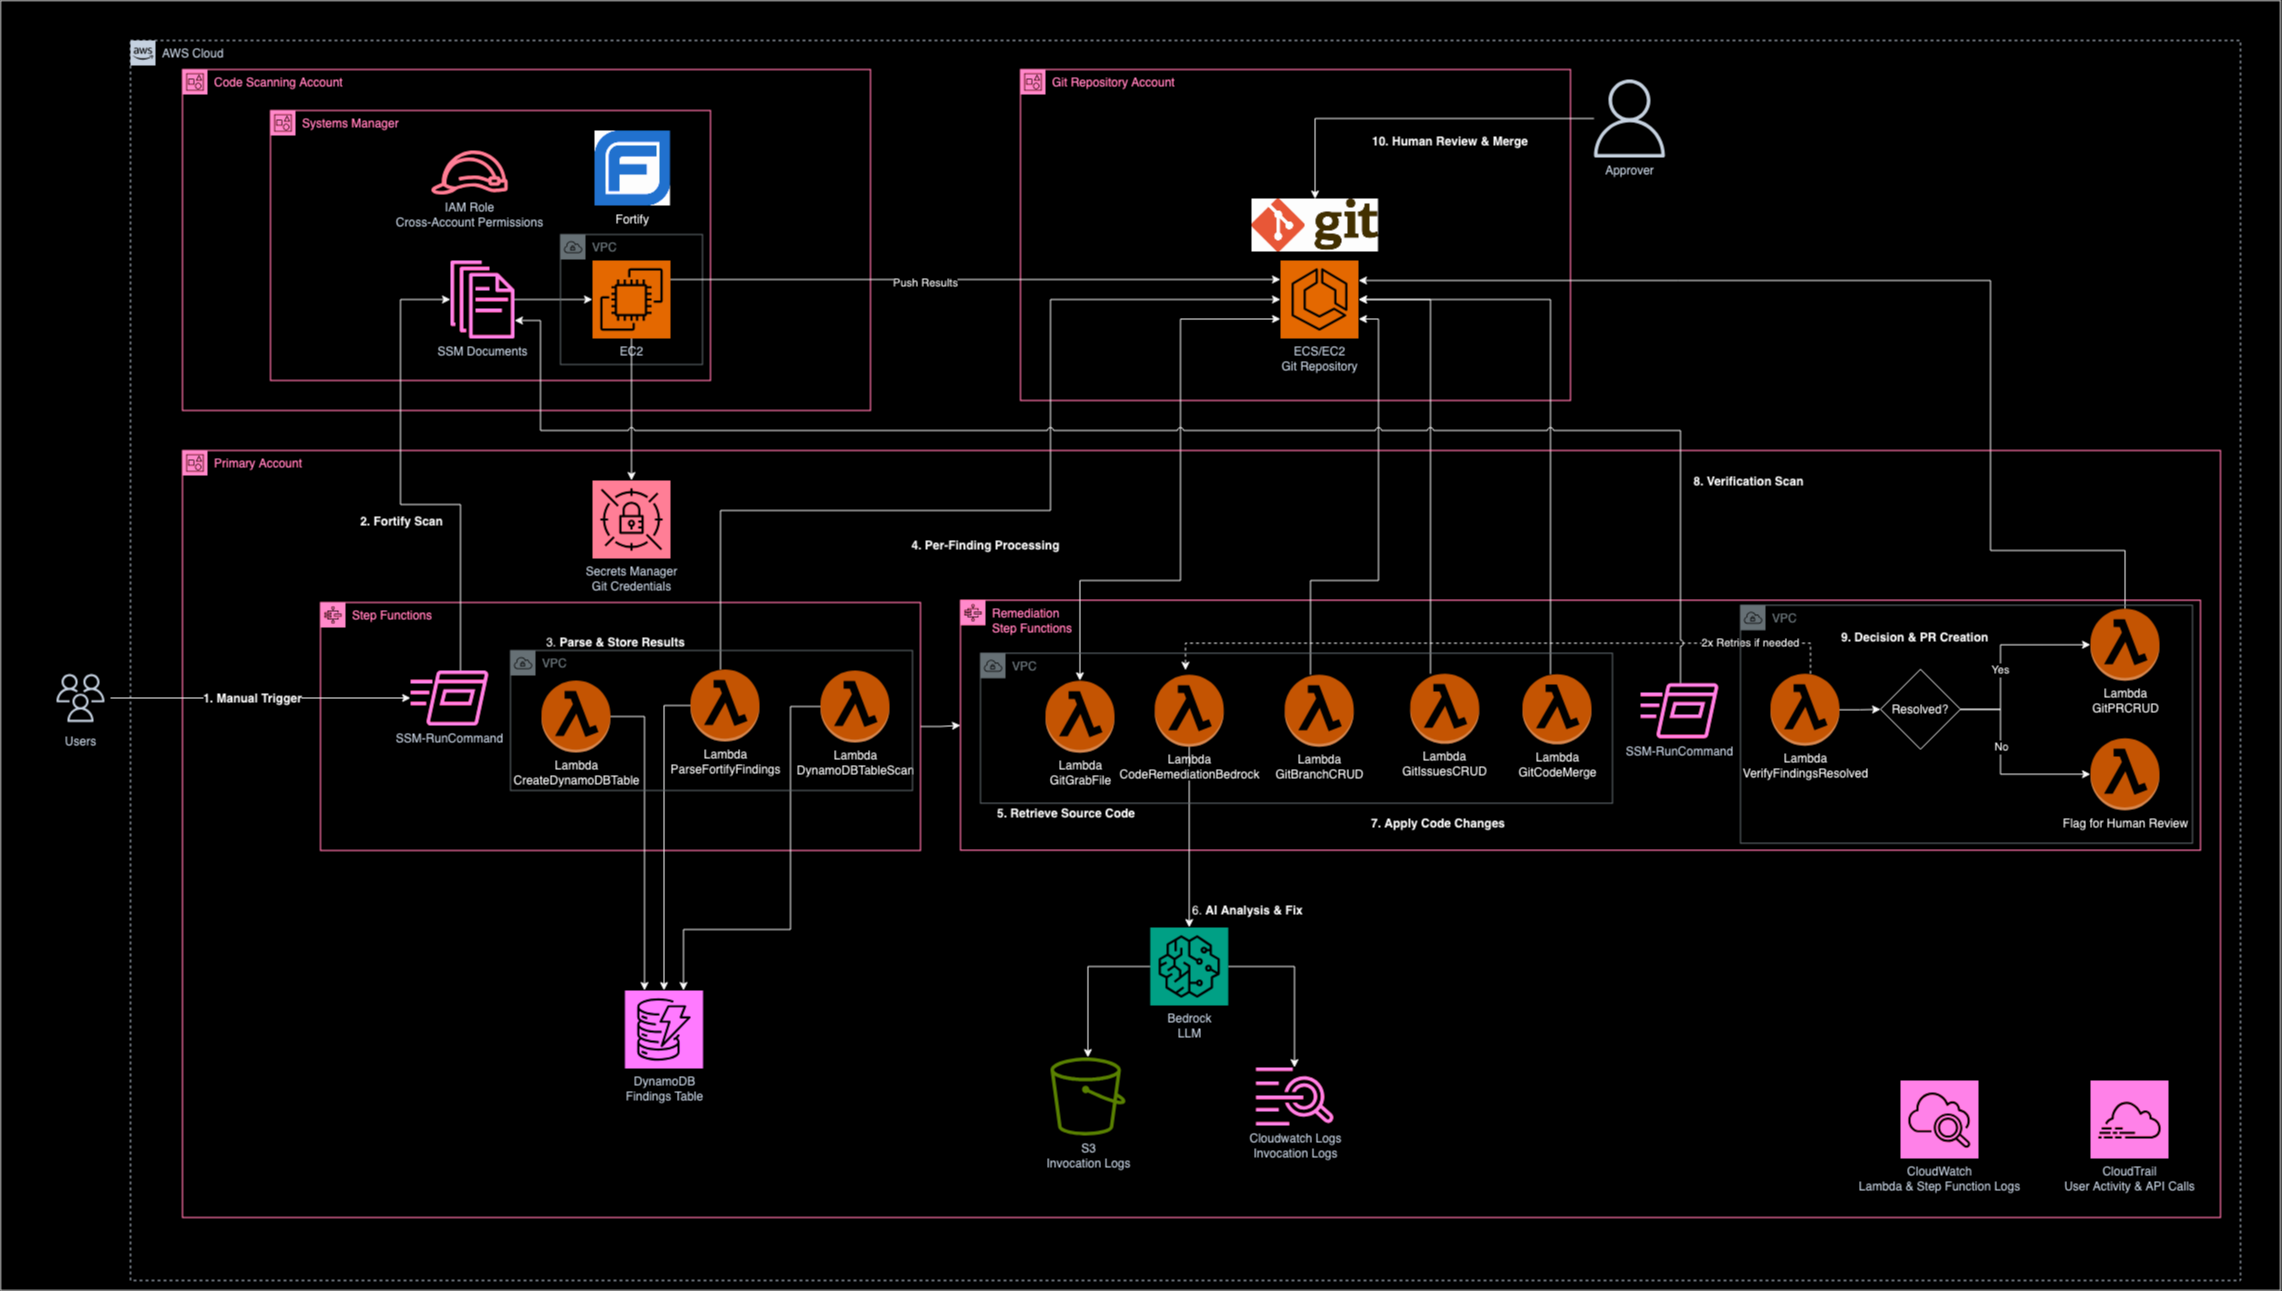 aws
AWS Cloud
Code Scanning Account
Systems Manager
IAM Role
Cross-Account Permissions
F
Fortify
VPC
SSM Documents
EC2
Push Results
Git Repository Account
10. Human Review & Merge
Approver
git
ECS/EC2
Git Repository
Primary Account
2. Fortify Scan
Secrets Manager
Git Credentials
4. Per-Finding Processing
8. Verification Scan
Users
1. Manual Trigger
Step Functions
SSM-RunCommand
3. Parse & Store Results
VPC
Lambda
CreateDynamoDBTable
Lambda
ParseFortifyFindings
Lambda
DynamoDBTableScan
Remediation
Step Functions
VPC
Lambda
GitGrabFile
Lambda
CodeRemediationBedrock
Lambda
GitBranchCRUD
Lambda
GitIssuesCRUD
Lambda
GitCodeMerge
5. Retrieve Source Code
7. Apply Code Changes
SSM-RunCommand
2x Retries if needed
VPC
9. Decision & PR Creation
Lambda
VerifyFindingsResolved
Resolved?
Yes
No
Lambda
GitPRCRUD
Flag for Human Review
6. AI Analysis & Fix
Bedrock
LLM
DynamoDB
Findings Table
S3
Invocation Logs
Cloudwatch Logs
Invocation Logs
CloudWatch
Lambda & Step Function Logs
CloudTrail
User Activity & API Calls